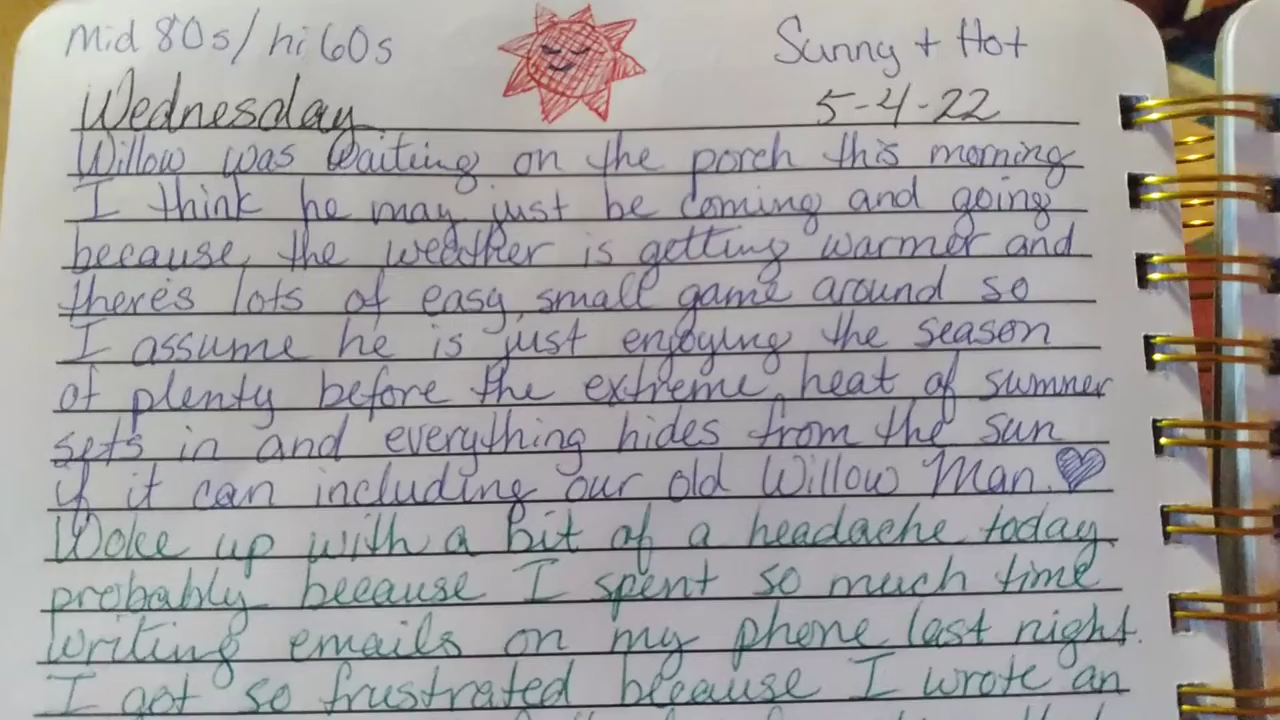 Mid 80s/hi 60s
Sunny + Hot
Wednesday
5-4-22
Willow was waiting on the porch this morning
I think he may just be coming and going
because the weather is getting warmer and
there's lots of easy small game around so
I assume he is just enjoying the season
of plenty before the extreme heat of summer
sets in and everything hides from the sun
if it can including our old Willow Man.
Woke up with a bit of a headache today
probably because I spent so much time
writing emails on my phone last night.
I got so frustrated because I wrote an